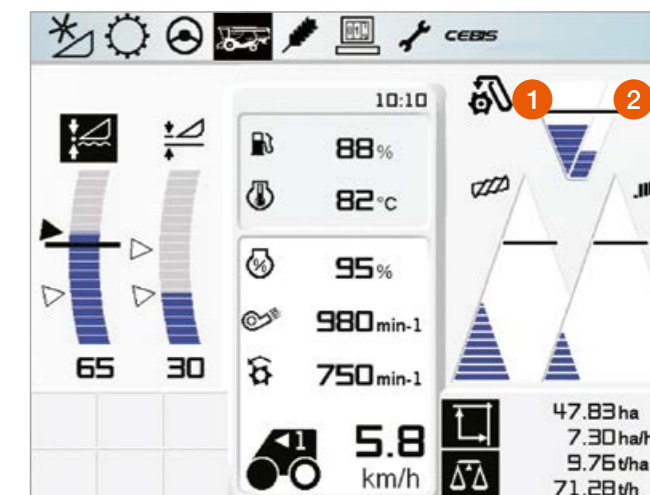 CEBIS
10:10
1
2
88%
82°C
%
95%
980 min-1
750 min-1
65
30
1
5.8
km/h
47.83 ha
7.30 ha/h
9.76 t/ha
71.28 t/h